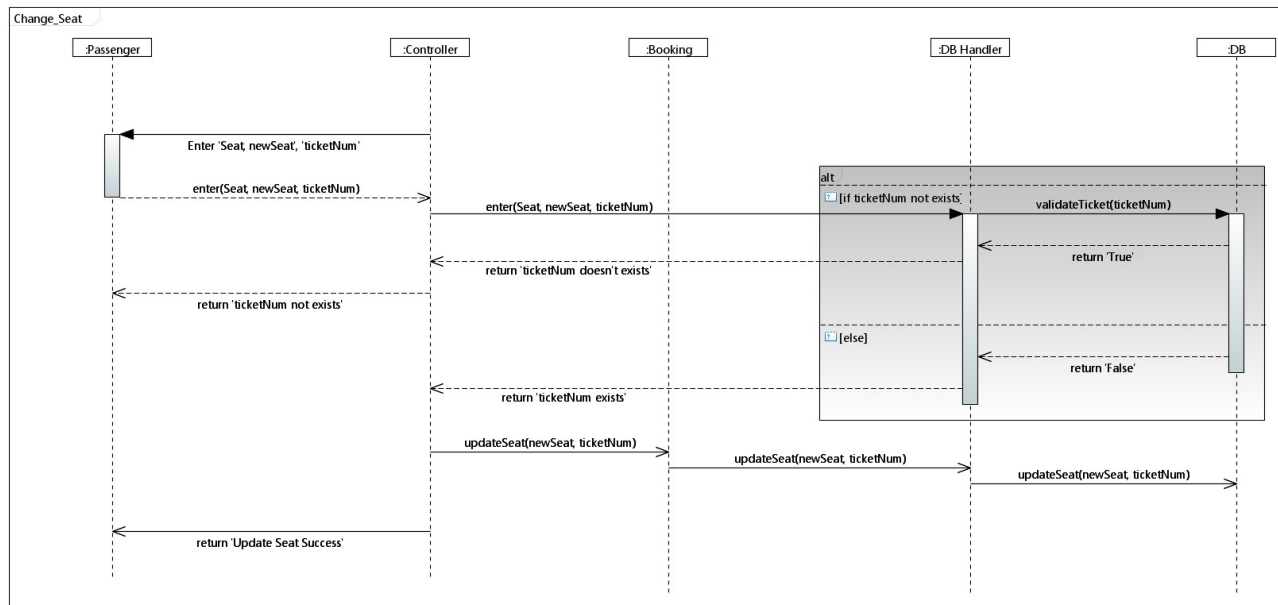 Change_Seat
:Passenger
:Controller
:Booking
:DB Handler
:DB
Enter 'Seat, newSeat', 'ticketNum'
alt
enter(Seat, newSeat, ticketNum)
[if ticketNum not exists]
enter(Seat, newSeat, ticketNum)
validateTicket(ticketNum)
return 'True'
return 'ticketNum doesn't exists'
return 'ticketNum not exists'
[else]
return 'False'
return 'ticketNum exists'
updateSeat(newSeat, ticketNum)
updateSeat(newSeat, ticketNum)
updateSeat(newSeat, ticketNum)
return 'Update Seat Success'